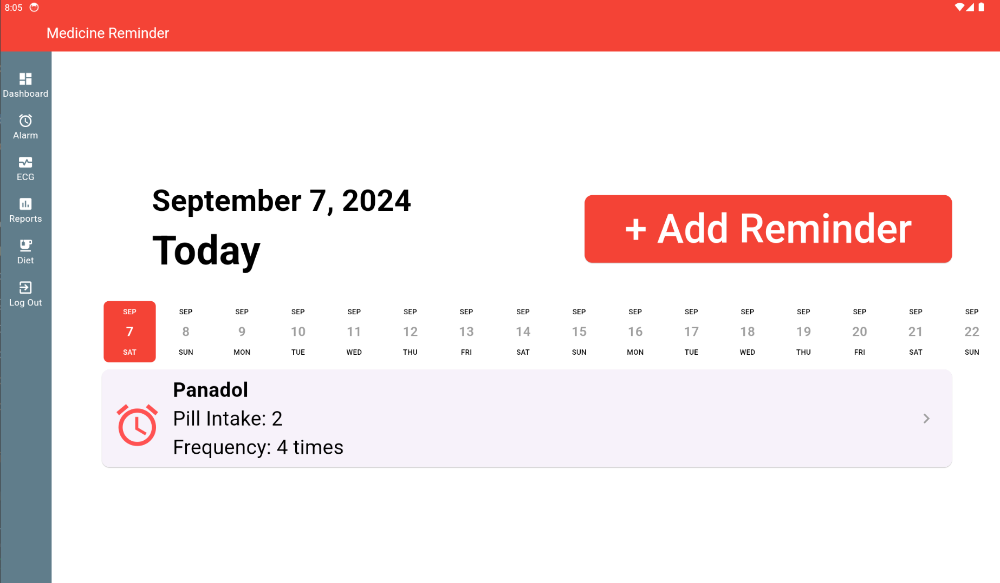 8:05
Medicine Reminder
Dashboard
Alarm
ECG
Reports
Diet
Log Out
September 7, 2024
Today
+ Add Reminder
SEP SEP SEP SEP SEP SEP SEP SEP SEP SEP SEP SEP SEP SEP SEP SEP
7 8 9 10 11 12 13 14 15 16 17 18 19 20 21 22
SAT SUN MON TUE WED THU FRI SAT SUN MON TUE WED THU FRI SAT SUN
Panadol
Pill Intake: 2
Frequency: 4 times